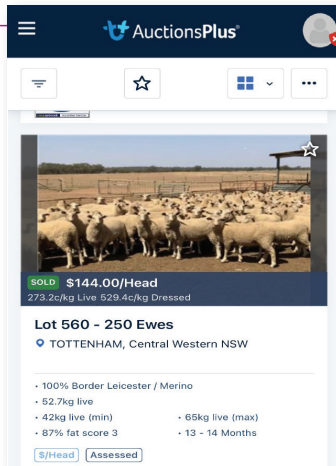 AuctionsPlus
SOLD $144.00/Head
273.2c/kg Live 529.4c/kg Dressed
Lot 560 - 250 Ewes
TOTTENHAM, Central Western NSW
• 100% Border Leicester / Merino
• 52.7kg live
• 42kg live (min) • 65kg live (max)
• 87% fat score 3 • 13 - 14 Months
$/Head Assessed